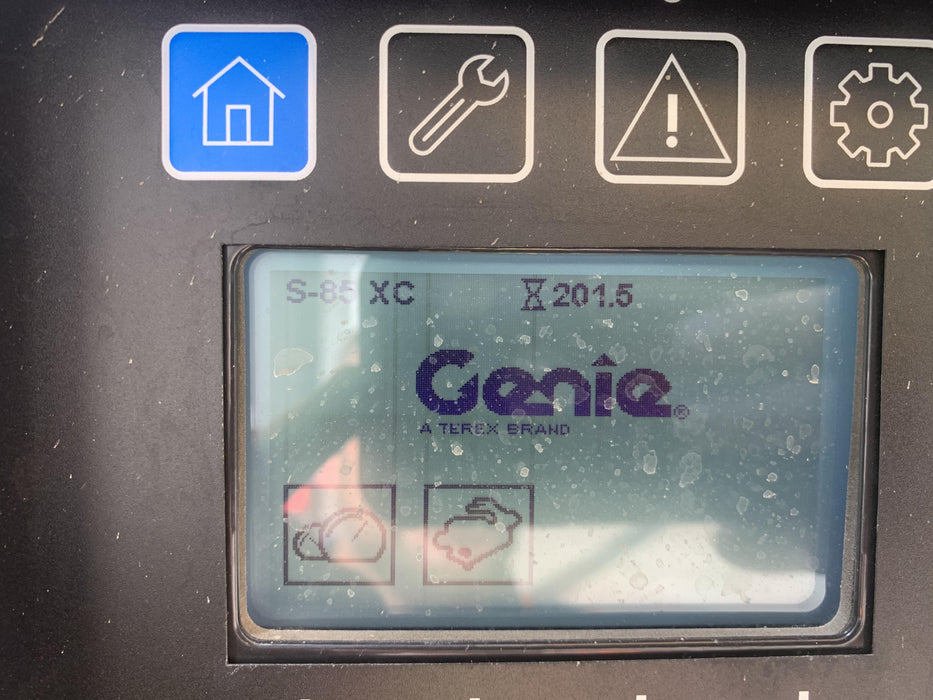 S-85 XC 201.5
Genie®
A TEREX BRAND